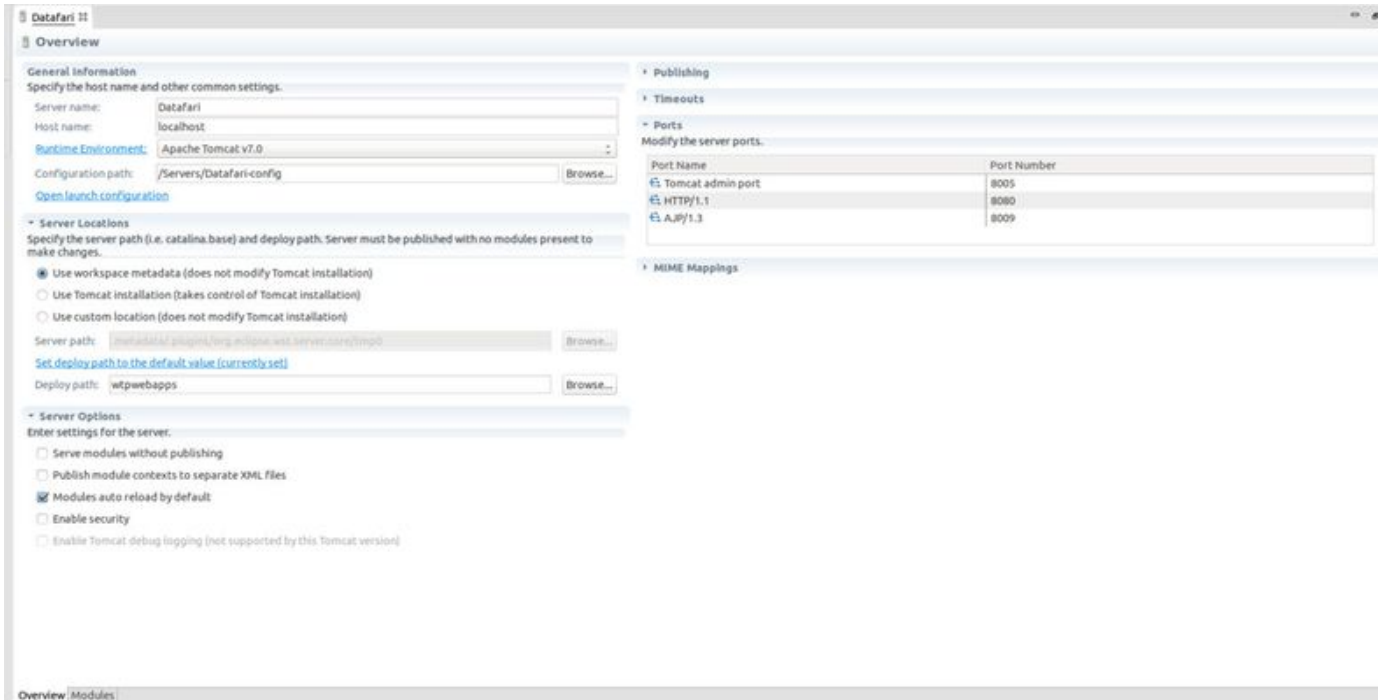 Datafari
Overview
General Information
Specify the host name and other common settings.
Server name: Datafari
Host name: localhost
Runtime Environment: Apache Tomcat v7.0
Configuration path: /Servers/Datafari-config Browse...
Open launch configuration
Server Locations
Specify the server path (i.e. catalina.base) and deploy path. Server must be published with no modules present to
make changes.
Use workspace metadata (does not modify Tomcat installation)
Use Tomcat installation (takes control of Tomcat installation)
Use custom location (does not modify Tomcat installation)
Server path: .metadata/.plugins/org.eclipse.wst.server.core/tmp0 Browse...
Set deploy path to the default value (currently set)
Deploy path: wtpwebapps Browse...
Server Options
Enter settings for the server.
Serve modules without publishing
Publish module contexts to separate XML files
Modules auto reload by default
Enable security
Enable Tomcat debug logging (not supported by this Tomcat version)
Publishing
Timeouts
Ports
Modify the server ports.
Port Name Port Number
Tomcat admin port 8005
HTTP/1.1 8080
AJP/1.3 8009
MIME Mappings
Overview Modules